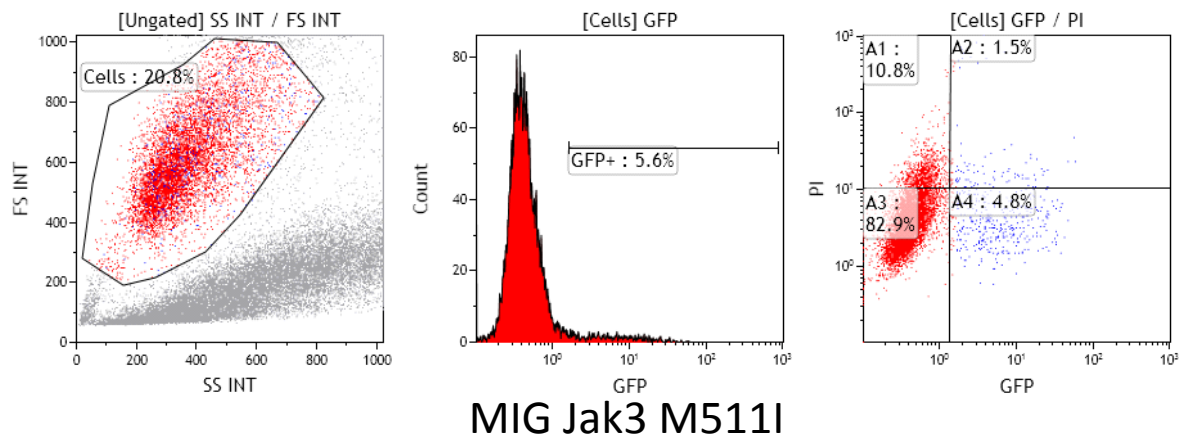 [Ungated] SS INT / FS INT
Cells : 20.8%
1000
800
600
400
200
0
0 200 400 600 800 1000
FS INT
SS INT
[Cells] GFP
80
60
40
20
0
GFP+ : 5.6%
10⁰ 10¹ 10² 10³
Count
GFP
[Cells] GFP / PI
A1 :
10.8%
A2 : 1.5%
A3 :
82.9%
A4 : 4.8%
10³
10²
10¹
10⁰
10⁰ 10¹ 10² 10³
PI
GFP
MIG Jak3 M511I